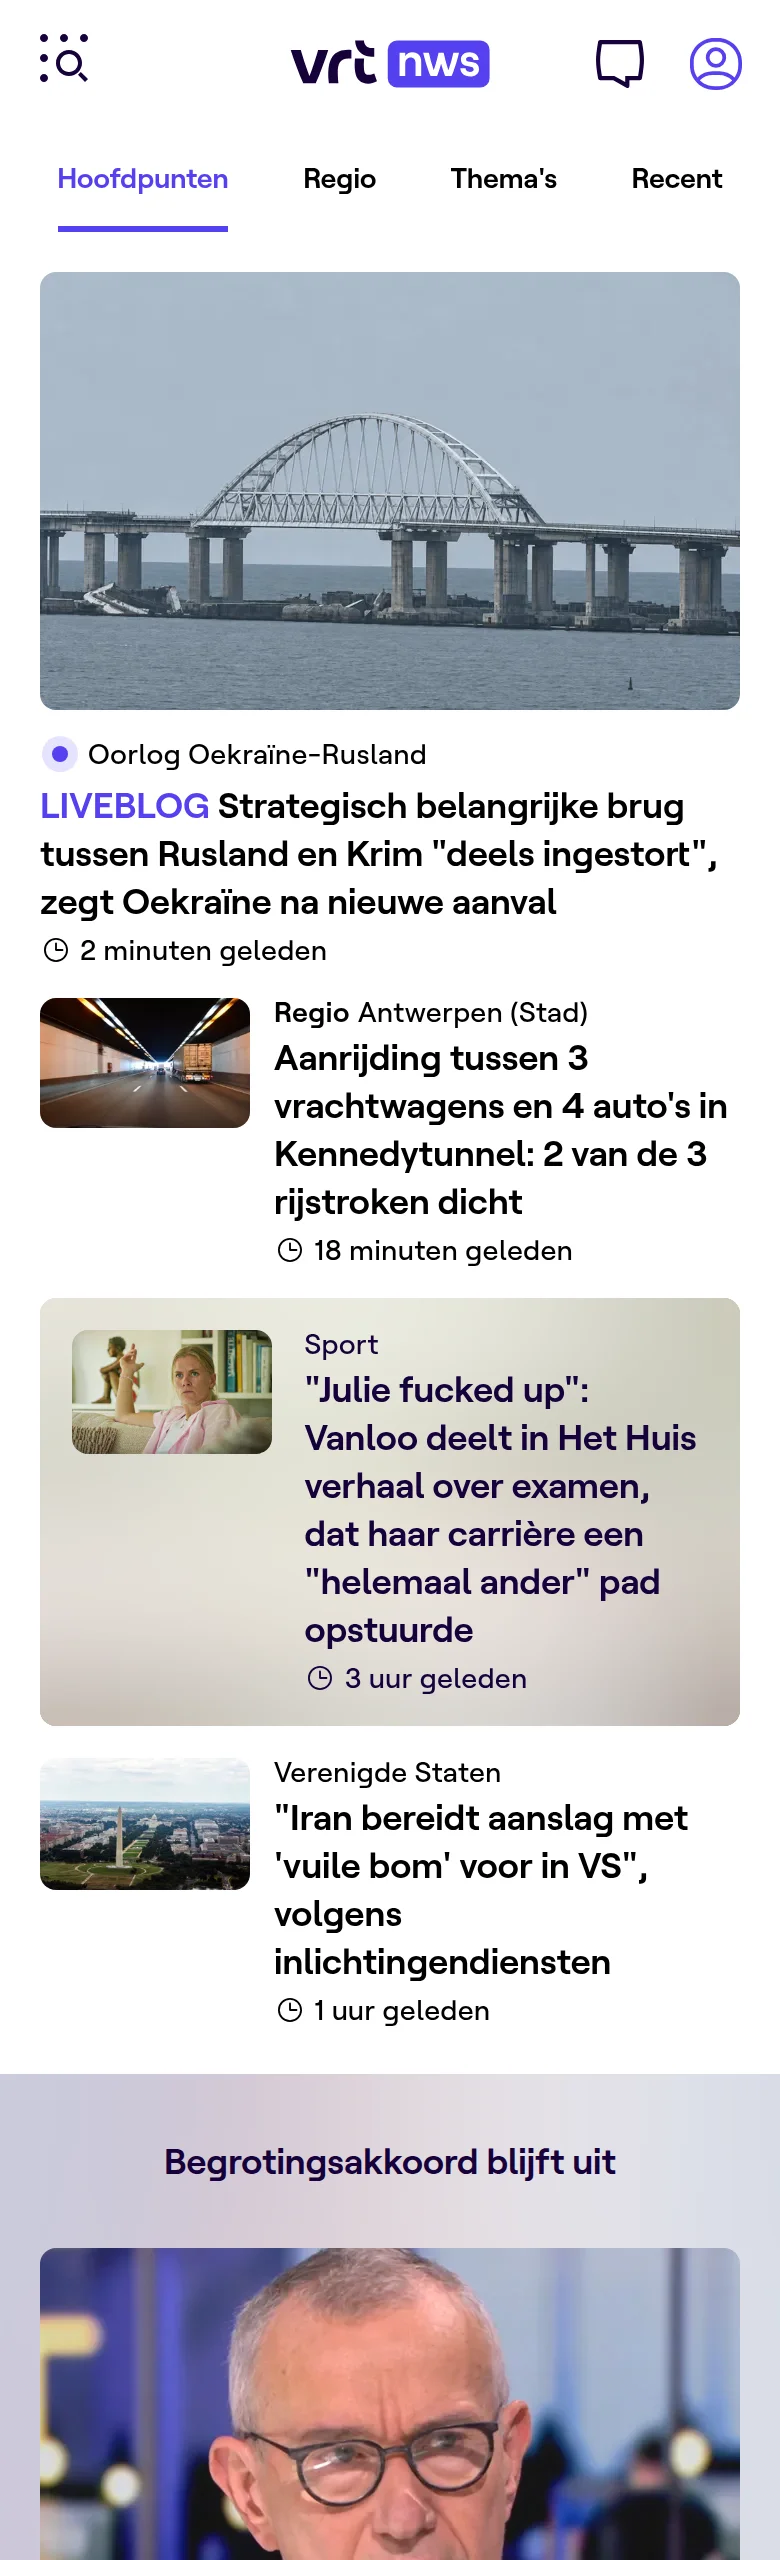 vrt nws
Hoofdpunten Regio Thema's Recent
Oorlog Oekraïne-Rusland
LIVEBLOG Strategisch belangrijke brug
tussen Rusland en Krim "deels ingestort",
zegt Oekraïne na nieuwe aanval
2 minuten geleden
Regio Antwerpen (Stad)
Aanrijding tussen 3
vrachtwagens en 4 auto's in
Kennedytunnel: 2 van de 3
rijstroken dicht
18 minuten geleden
Sport
"Julie fucked up":
Vanloo deelt in Het Huis
verhaal over examen,
dat haar carrière een
"helemaal ander" pad
opstuurde
3 uur geleden
Verenigde Staten
"Iran bereidt aanslag met
'vuile bom' voor in VS",
volgens
inlichtingendiensten
1 uur geleden
Begrotingsakkoord blijft uit